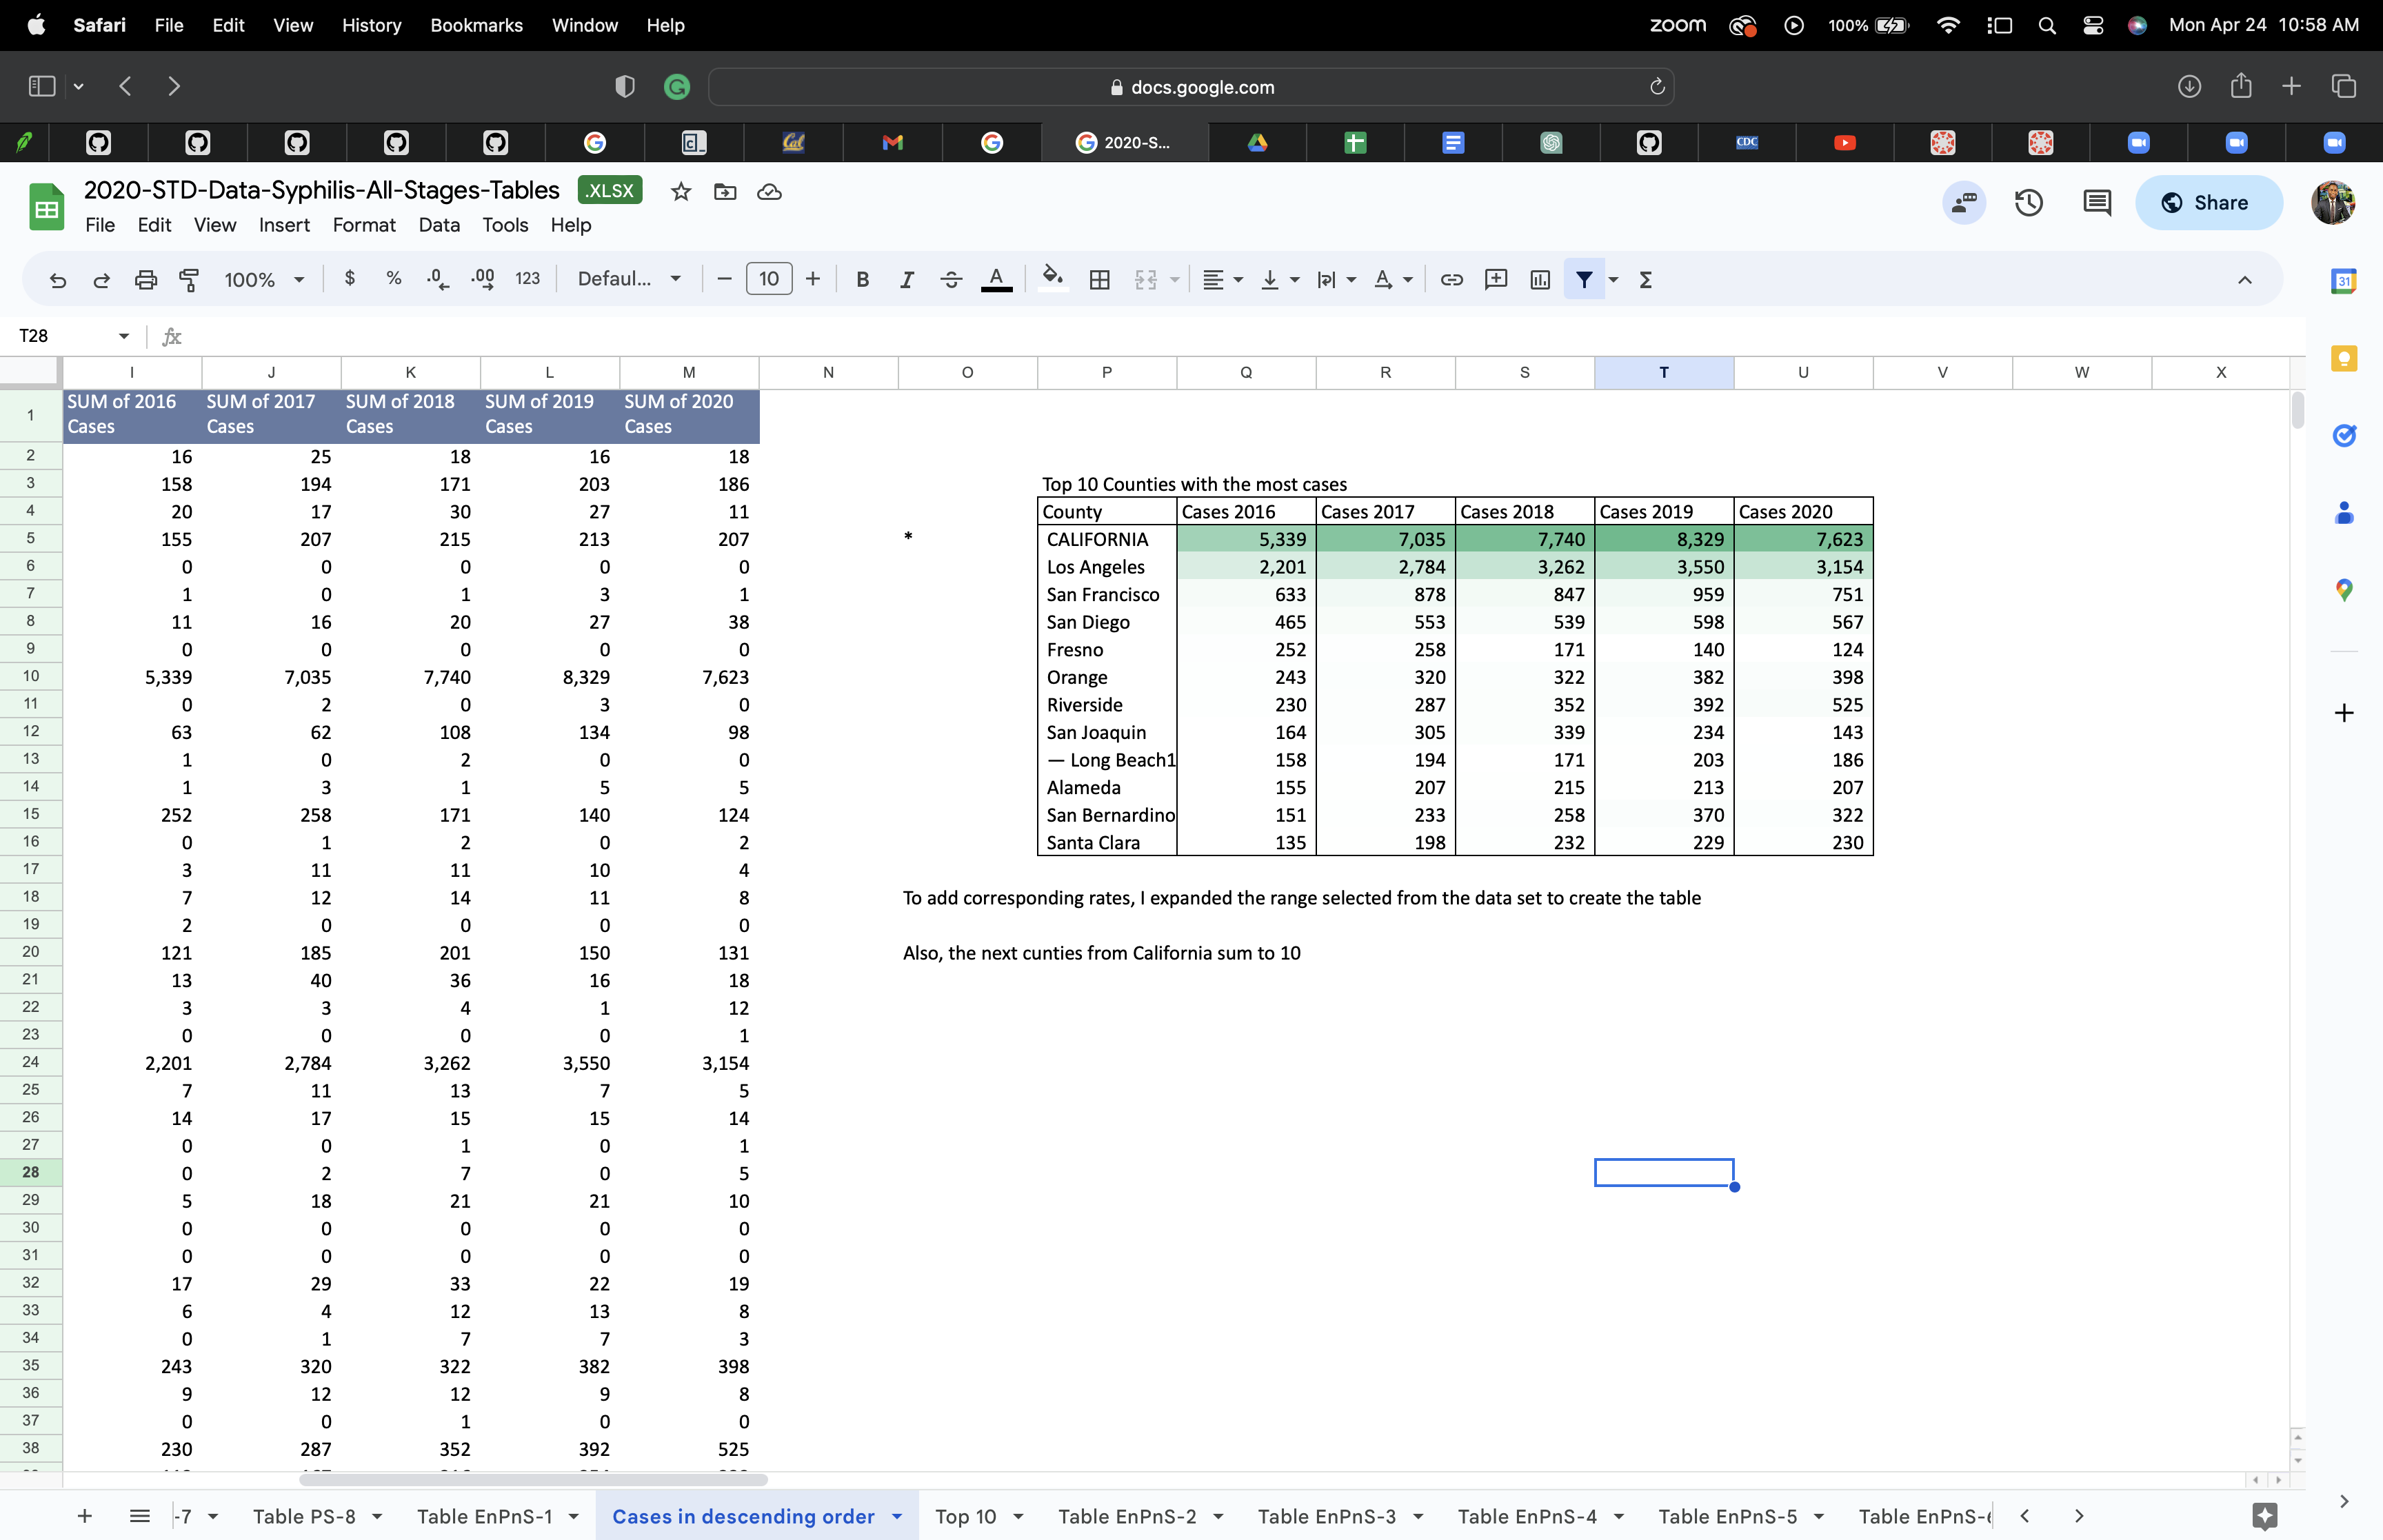 Safari File Edit View History Bookmarks Window Help zoom 100% Mon Apr 24 10:58 AM
docs.google.com
Cal 2020-S... CDC
2020-STD-Data-Syphilis-All-Stages-Tables .XLSX
Share
File Edit View Insert Format Data Tools Help
100% $ % .0 .00 123 Defaul... 10 B I A Σ 31
T28 fx
I J K L M N O P Q R S T U V W X
1 SUM of 2016 Cases SUM of 2017 Cases SUM of 2018 Cases SUM of 2019 Cases SUM of 2020 Cases
2 16 25 18 16 18
3 158 194 171 203 186 Top 10 Counties with the most cases
4 20 17 30 27 11 County Cases 2016 Cases 2017 Cases 2018 Cases 2019 Cases 2020
5 155 207 215 213 207 * CALIFORNIA 5,339 7,035 7,740 8,329 7,623
6 0 0 0 0 0 Los Angeles 2,201 2,784 3,262 3,550 3,154
7 1 0 1 3 1 San Francisco 633 878 847 959 751
8 11 16 20 27 38 San Diego 465 553 539 598 567
9 0 0 0 0 0 Fresno 252 258 171 140 124
10 5,339 7,035 7,740 8,329 7,623 Orange 243 320 322 382 398
11 0 2 0 3 0 Riverside 230 287 352 392 525
12 63 62 108 134 98 San Joaquin 164 305 339 234 143
13 1 0 2 0 0 — Long Beach1 158 194 171 203 186
14 1 3 1 5 5 Alameda 155 207 215 213 207
15 252 258 171 140 124 San Bernardino 151 233 258 370 322
16 0 1 2 0 2 Santa Clara 135 198 232 229 230
17 3 11 11 10 4
18 7 12 14 11 8 To add corresponding rates, I expanded the range selected from the data set to create the table
19 2 0 0 0 0
20 121 185 201 150 131 Also, the next cunties from California sum to 10
21 13 40 36 16 18
22 3 3 4 1 12
23 0 0 0 0 1
24 2,201 2,784 3,262 3,550 3,154
25 7 11 13 7 5
26 14 17 15 15 14
27 0 0 1 0 1
28 0 2 7 0 5
29 5 18 21 21 10
30 0 0 0 0 0
31 0 0 0 0 0
32 17 29 33 22 19
33 6 4 12 13 8
34 0 1 7 7 3
35 243 320 322 382 398
36 9 12 12 9 8
37 0 0 1 0 0
38 230 287 352 392 525
-7 Table PS-8 Table EnPnS-1 Cases in descending order Top 10 Table EnPnS-2 Table EnPnS-3 Table EnPnS-4 Table EnPnS-5 Table EnPnS-